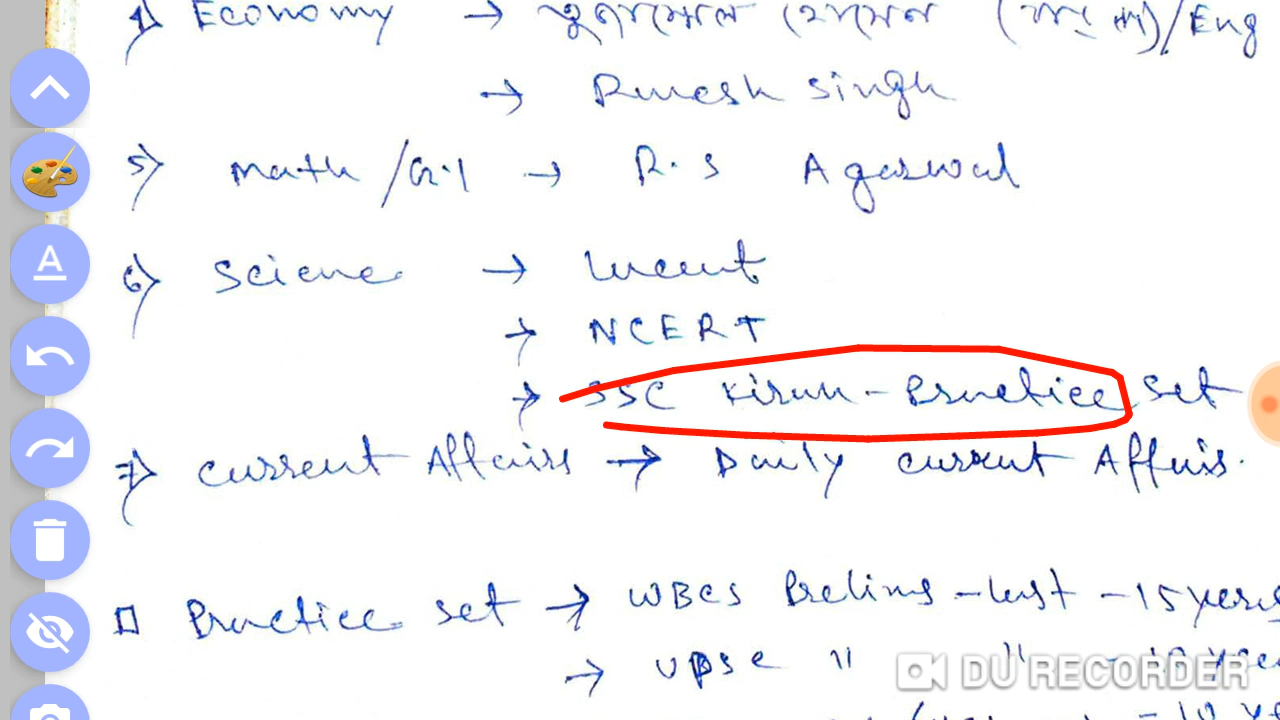 4) Economy → /Eng
→ Rmesh Singh
5) Math/G.I → R.S Agarwal
6) Science → Lucent
→ NCERT
→ SSC Kiran - Practice Set
7) Current Affairs → Daily Current Affairs.
□ Practice set → WBCS Prelims - last - 15 years
→ UPSC " "
DU RECORDER
A